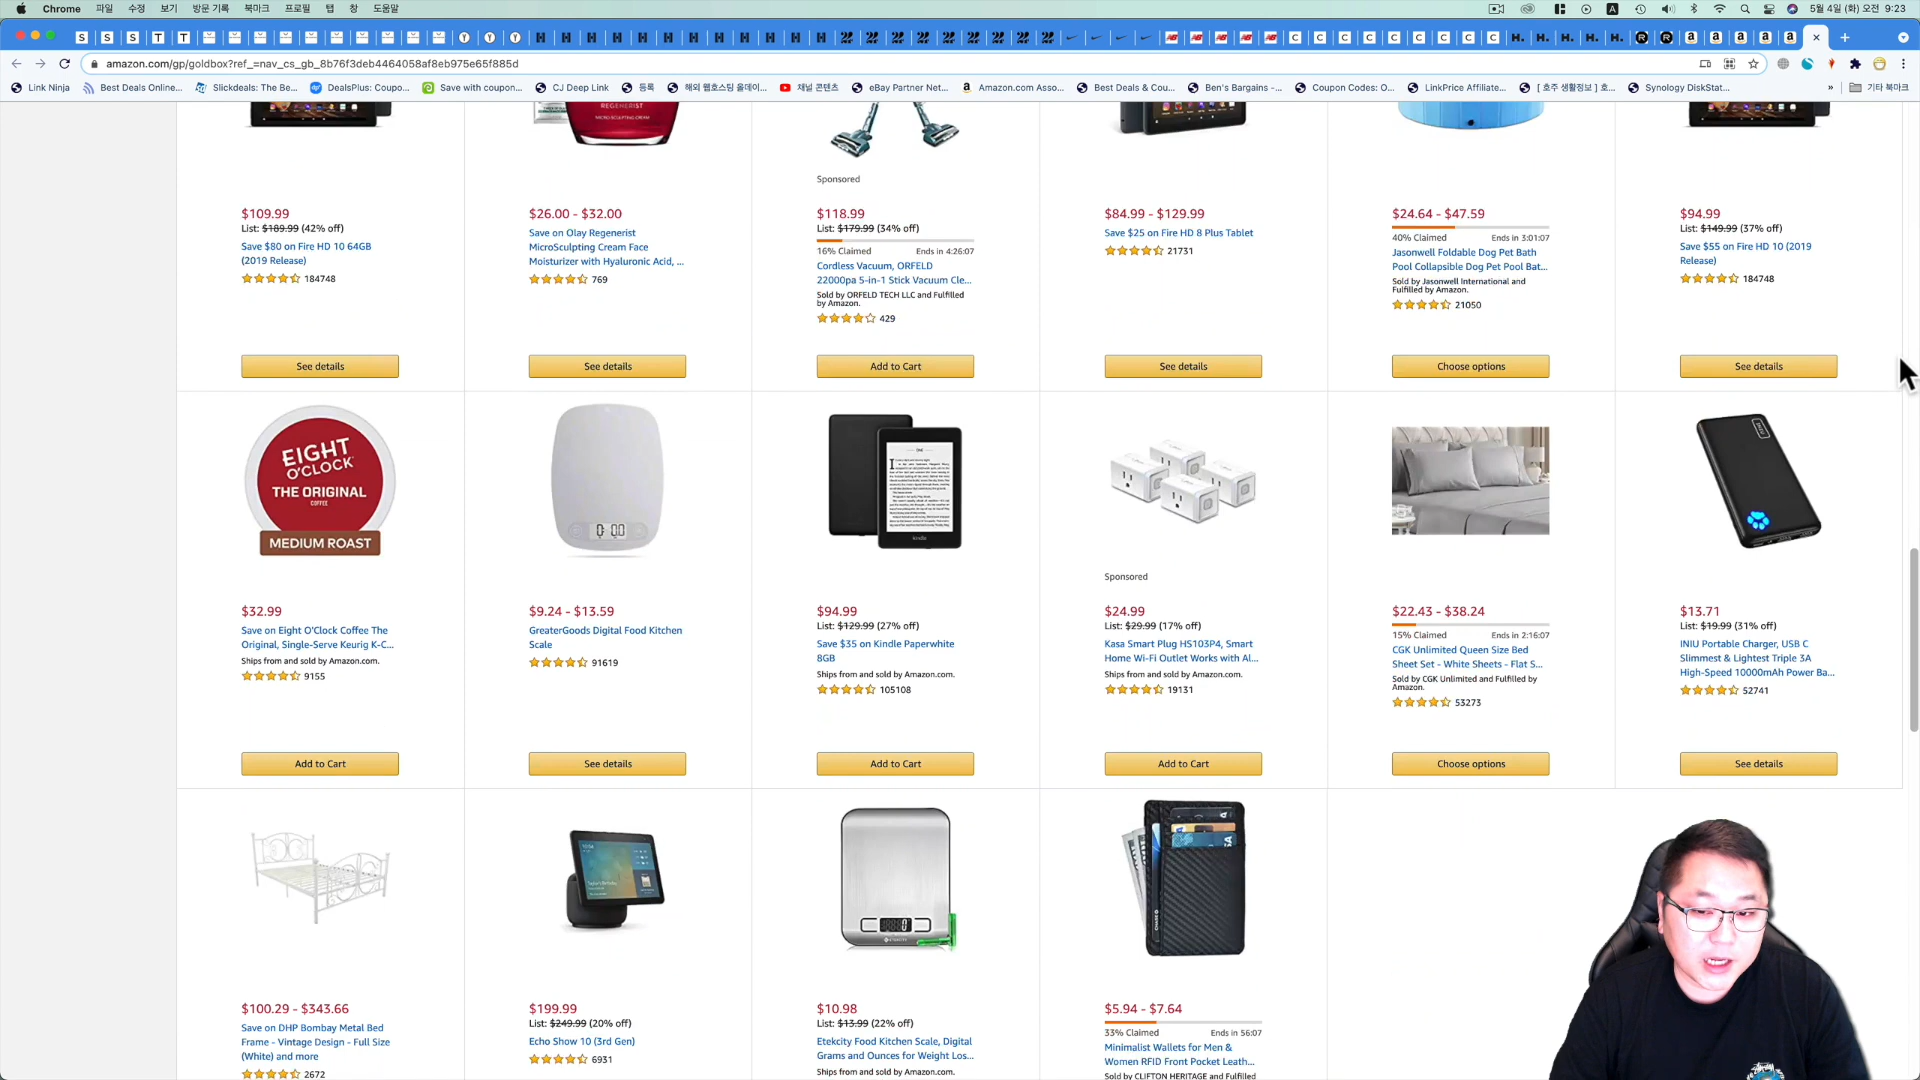 Chrome 파일 수정 보기 방문 기록 북마크 프로필 탭 창 도움말
5월 4일 (화) 오전 9:23
amazon.com/gp/goldbox?ref_=nav_cs_gb_8b76f3deb4464058af8eb975e65f885d
Link Ninja Best Deals Online... Slickdeals: The Be... DealsPlus: Coupo... Save with coupon... CJ Deep Link 등록 해외 웹호스팅 올데이... 채널 콘텐츠 eBay Partner Net... Amazon.com Asso... Best Deals & Cou... Ben's Bargains -... Coupon Codes: O... LinkPrice Affiliate... [ 호주 생활정보 ] 호... Synology DiskStat... » 기타 북마크
REGENERIST
MICRO-SCULPTING CREAM
$109.99
List: $189.99 (42% off)
Save $80 on Fire HD 10 64GB
(2019 Release)
184748
See details
$26.00 - $32.00
Save on Olay Regenerist
MicroSculpting Cream Face
Moisturizer with Hyaluronic Acid, ...
769
See details
Sponsored
$118.99
List: $179.99 (34% off)
16% Claimed Ends in 4:26:07
Cordless Vacuum, ORFELD
22000pa 5-in-1 Stick Vacuum Cle...
Sold by ORFELD TECH LLC and Fulfilled
by Amazon.
429
Add to Cart
$84.99 - $129.99
Save $25 on Fire HD 8 Plus Tablet
21731
See details
$24.64 - $47.59
40% Claimed Ends in 3:01:07
Jasonwell Foldable Dog Pet Bath
Pool Collapsible Dog Pet Pool Bat...
Sold by Jasonwell International and
Fulfilled by Amazon.
21050
Choose options
$94.99
List: $149.99 (37% off)
Save $55 on Fire HD 10 (2019
Release)
184748
See details
EIGHT
O'CLOCK
THE ORIGINAL
COFFEE
MEDIUM ROAST
$32.99
Save on Eight O'Clock Coffee The
Original, Single-Serve Keurig K-C...
Ships from and sold by Amazon.com.
9155
Add to Cart
$9.24 - $13.59
GreaterGoods Digital Food Kitchen
Scale
91619
See details
kindle
$94.99
List: $129.99 (27% off)
Save $35 on Kindle Paperwhite
8GB
Ships from and sold by Amazon.com.
105108
Add to Cart
Sponsored
$24.99
List: $29.99 (17% off)
Kasa Smart Plug HS103P4, Smart
Home Wi-Fi Outlet Works with Al...
Ships from and sold by Amazon.com.
19131
Add to Cart
$22.43 - $38.24
15% Claimed Ends in 2:16:07
CGK Unlimited Queen Size Bed
Sheet Set - White Sheets - Flat S...
Sold by CGK Unlimited and Fulfilled by
Amazon.
53273
Choose options
$13.71
List: $19.99 (31% off)
INIU Portable Charger, USB C
Slimmest & Lightest Triple 3A
High-Speed 10000mAh Power Ba...
52741
See details
$100.29 - $343.66
Save on DHP Bombay Metal Bed
Frame - Vintage Design - Full Size
(White) and more
2672
$199.99
List: $249.99 (20% off)
Echo Show 10 (3rd Gen)
6931
$10.98
List: $13.99 (22% off)
Etekcity Food Kitchen Scale, Digital
Grams and Ounces for Weight Los...
Ships from and sold by Amazon.com.
$5.94 - $7.64
33% Claimed Ends in 56:07
Minimalist Wallets for Men &
Women RFID Front Pocket Leath...
Sold by CLIFTON HERITAGE and Fulfilled